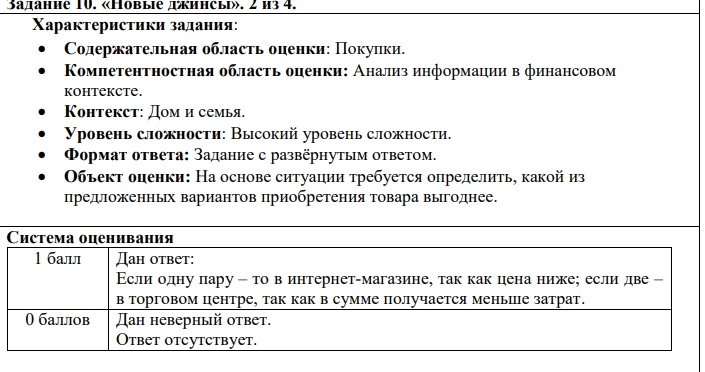 Задание 10. «Новые джинсы». 2 из 4.
Характеристики задания:
• Содержательная область оценки: Покупки.
• Компетентностная область оценки: Анализ информации в финансовом
контексте.
• Контекст: Дом и семья.
• Уровень сложности: Высокий уровень сложности.
• Формат ответа: Задание с развёрнутым ответом.
• Объект оценки: На основе ситуации требуется определить, какой из
предложенных вариантов приобретения товара выгоднее.
Система оценивания
1 балл Дан ответ:
Если одну пару – то в интернет-магазине, так как цена ниже; если две –
в торговом центре, так как в сумме получается меньше затрат.
0 баллов Дан неверный ответ.
Ответ отсутствует.